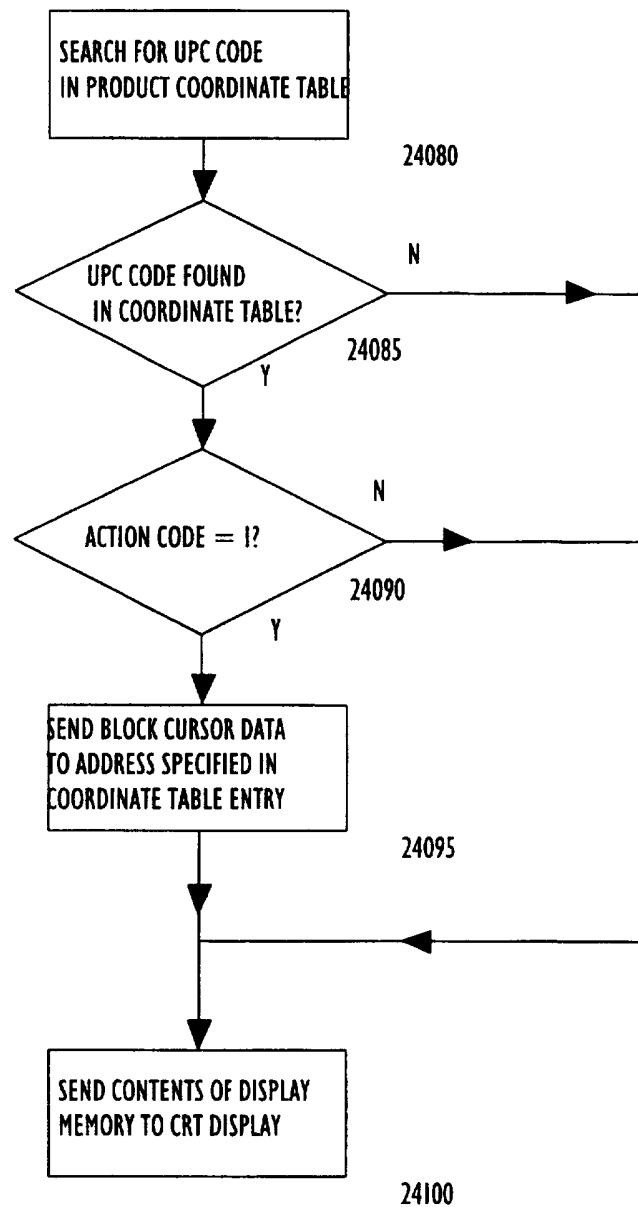 SEARCH FOR UPC CODE
IN PRODUCT COORDINATE TABLE
24080
UPC CODE FOUND
IN COORDINATE TABLE?
N
24085
Y
ACTION CODE = 1?
N
24090
Y
SEND BLOCK CURSOR DATA
TO ADDRESS SPECIFIED IN
COORDINATE TABLE ENTRY
24095
SEND CONTENTS OF DISPLAY
MEMORY TO CRT DISPLAY
24100